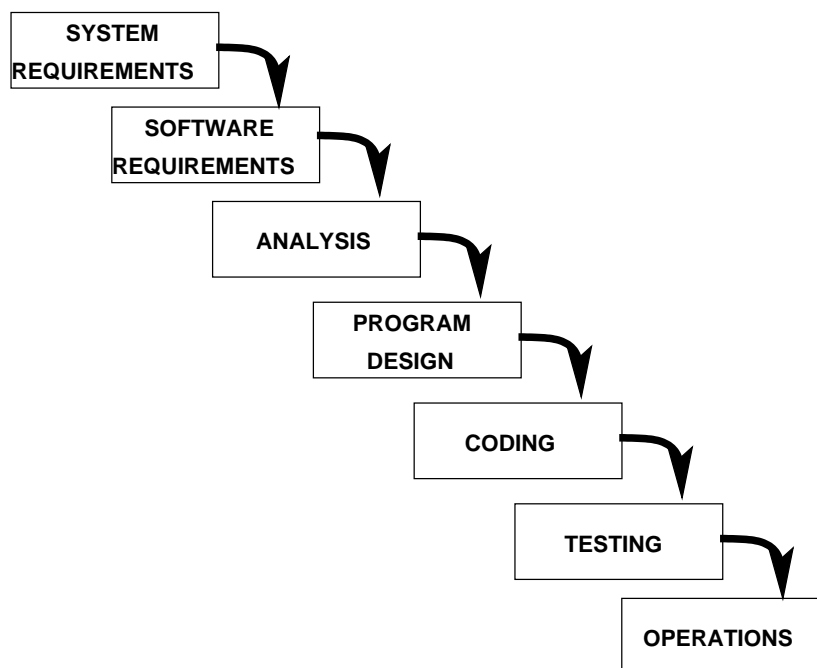 SYSTEM
REQUIREMENTS
SOFTWARE
REQUIREMENTS
ANALYSIS
PROGRAM
DESIGN
CODING
TESTING
OPERATIONS